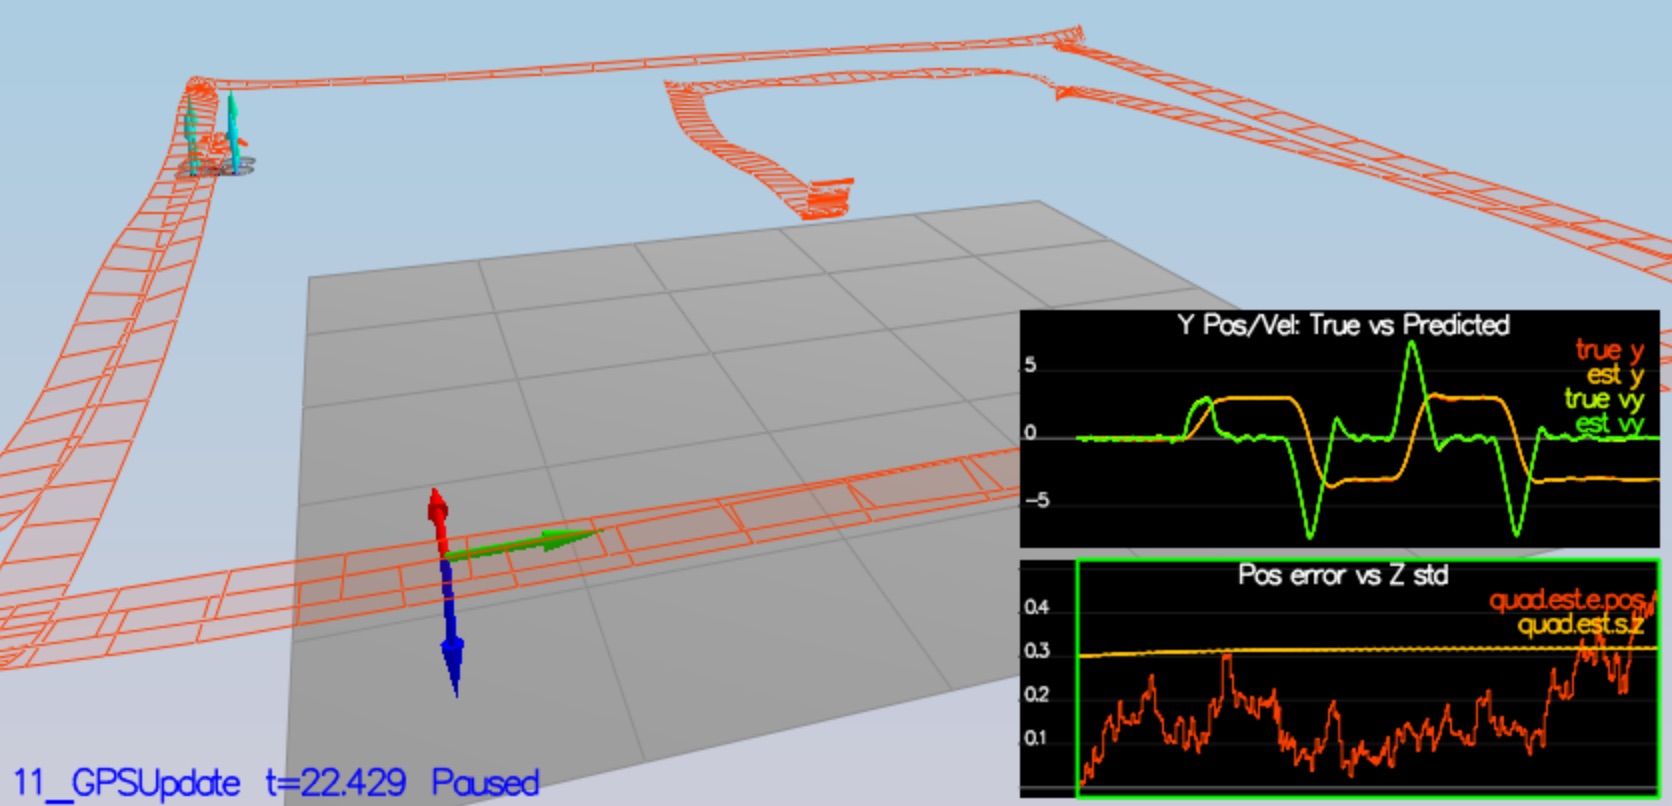 Y Pos/Vel: True vs Predicted
5
true y
est y
true vy
est vy
0
-5
Pos error vs Z std
quad.est.e.pos
0.4
quad.est.s.z
0.3
0.2
0.1
11_GPSUpdate t=22.429 Paused